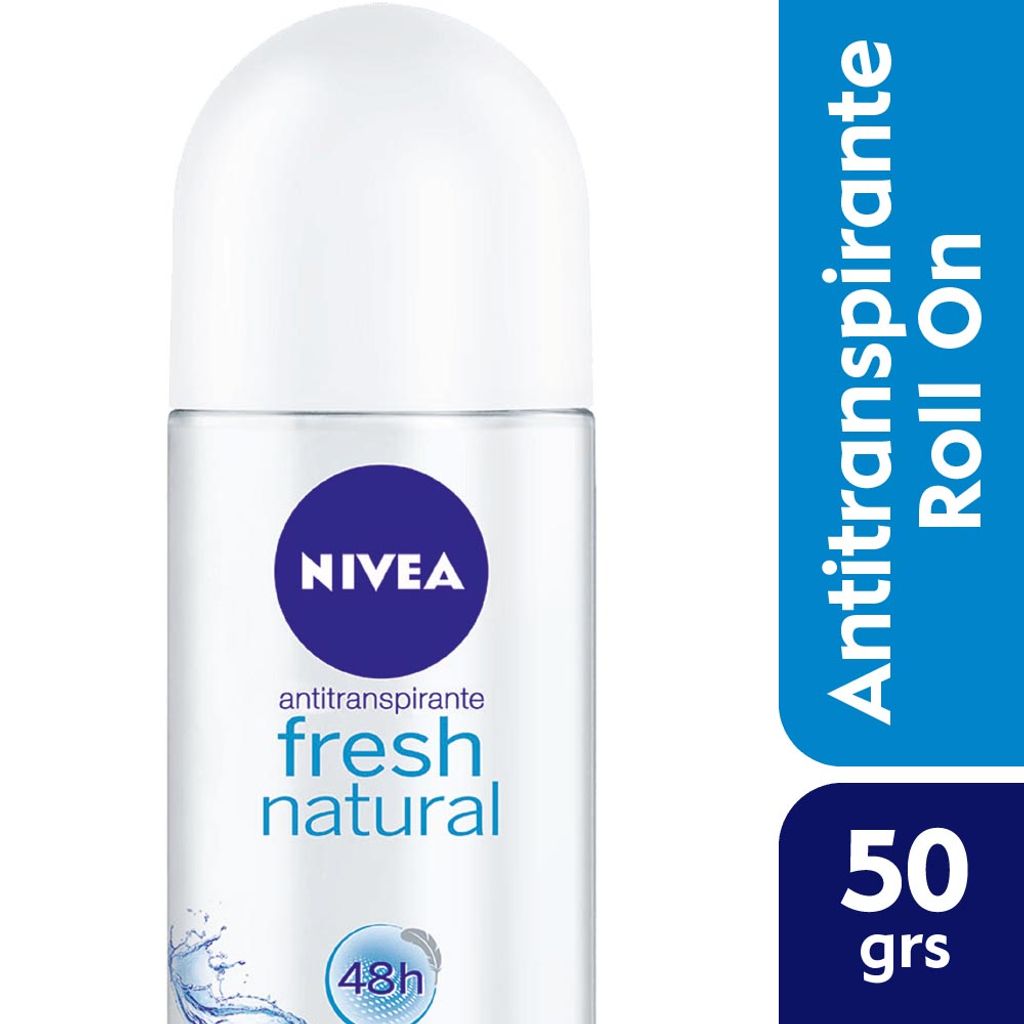 NIVEA
antitranspirante
fresh
natural
48h
Antitranspirante
Roll On
50
grs